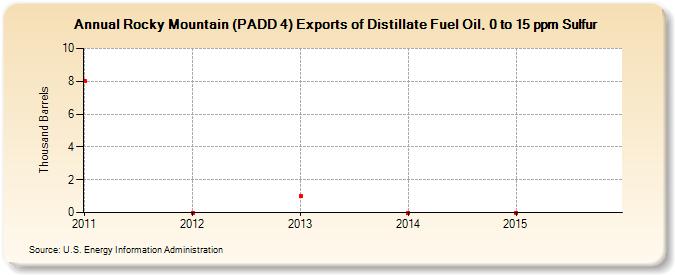 Annual Rocky Mountain (PADD 4) Exports of Distillate Fuel Oil, 0 to 15 ppm Sulfur
Thousand Barrels
10
8
6
4
2
0
2011 2012 2013 2014 2015
Source: U.S. Energy Information Administration